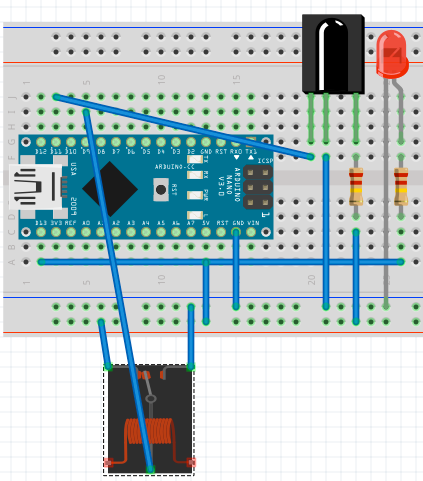 1 5 15
J
I
H
G
F
D12 D11 D10 D9 D8 D7 D6 D5 D4 D3 D2 GND RST RX0 TX1
USA
2009
ARDUINO.CC
RST
TX
RX
PWR
L
ARDUINO
NANO
V3.0
ICSP
1
D13 3V3 REF A0 A1 A2 A3 A4 A5 A6 A7 5V RST GND VIN
E
D
C
B
A
1 5 10 20